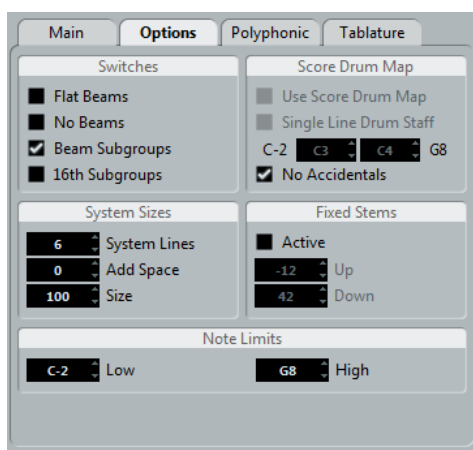 Main Options Polyphonic Tablature
Switches
Flat Beams
No Beams
Beam Subgroups
16th Subgroups
Score Drum Map
Use Score Drum Map
Single Line Drum Staff
C-2 C3 C4 G8
No Accidentals
System Sizes
6 System Lines
0 Add Space
100 Size
Fixed Stems
Active
-12 Up
42 Down
Note Limits
C-2 Low G8 High